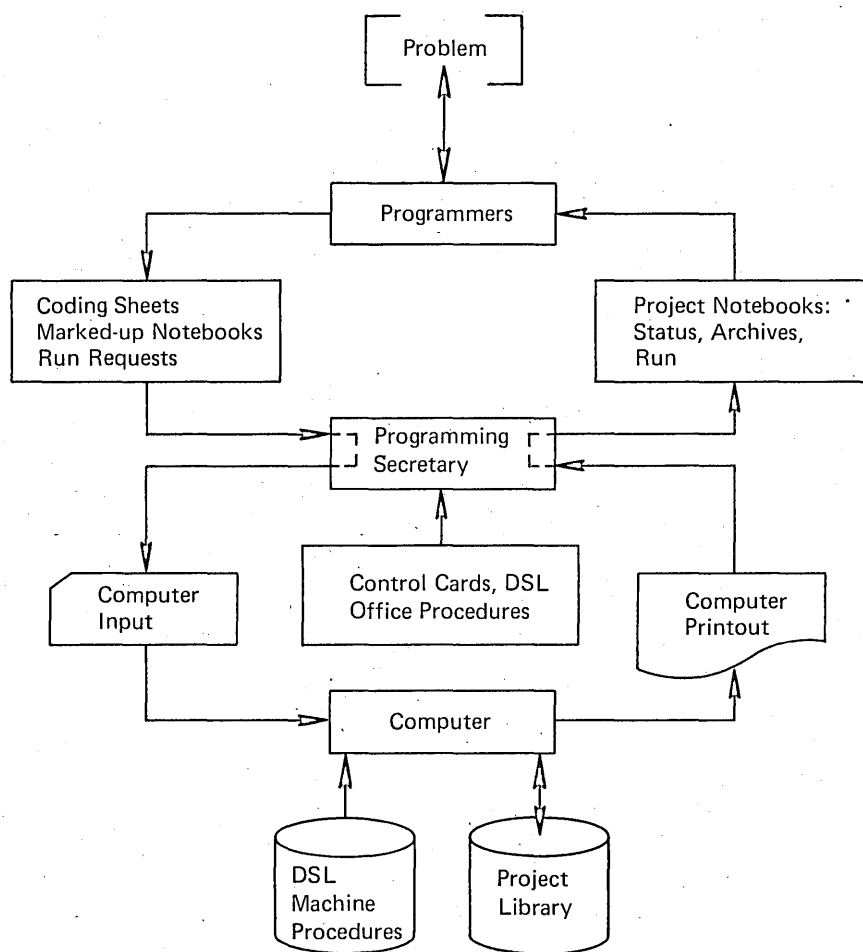 Problem
Programmers
Coding Sheets
Marked-up Notebooks
Run Requests
Project Notebooks:
Status, Archives,
Run
Programming
Secretary
Control Cards, DSL
Office Procedures
Computer
Input
Computer
Printout
Computer
DSL
Machine
Procedures
Project
Library